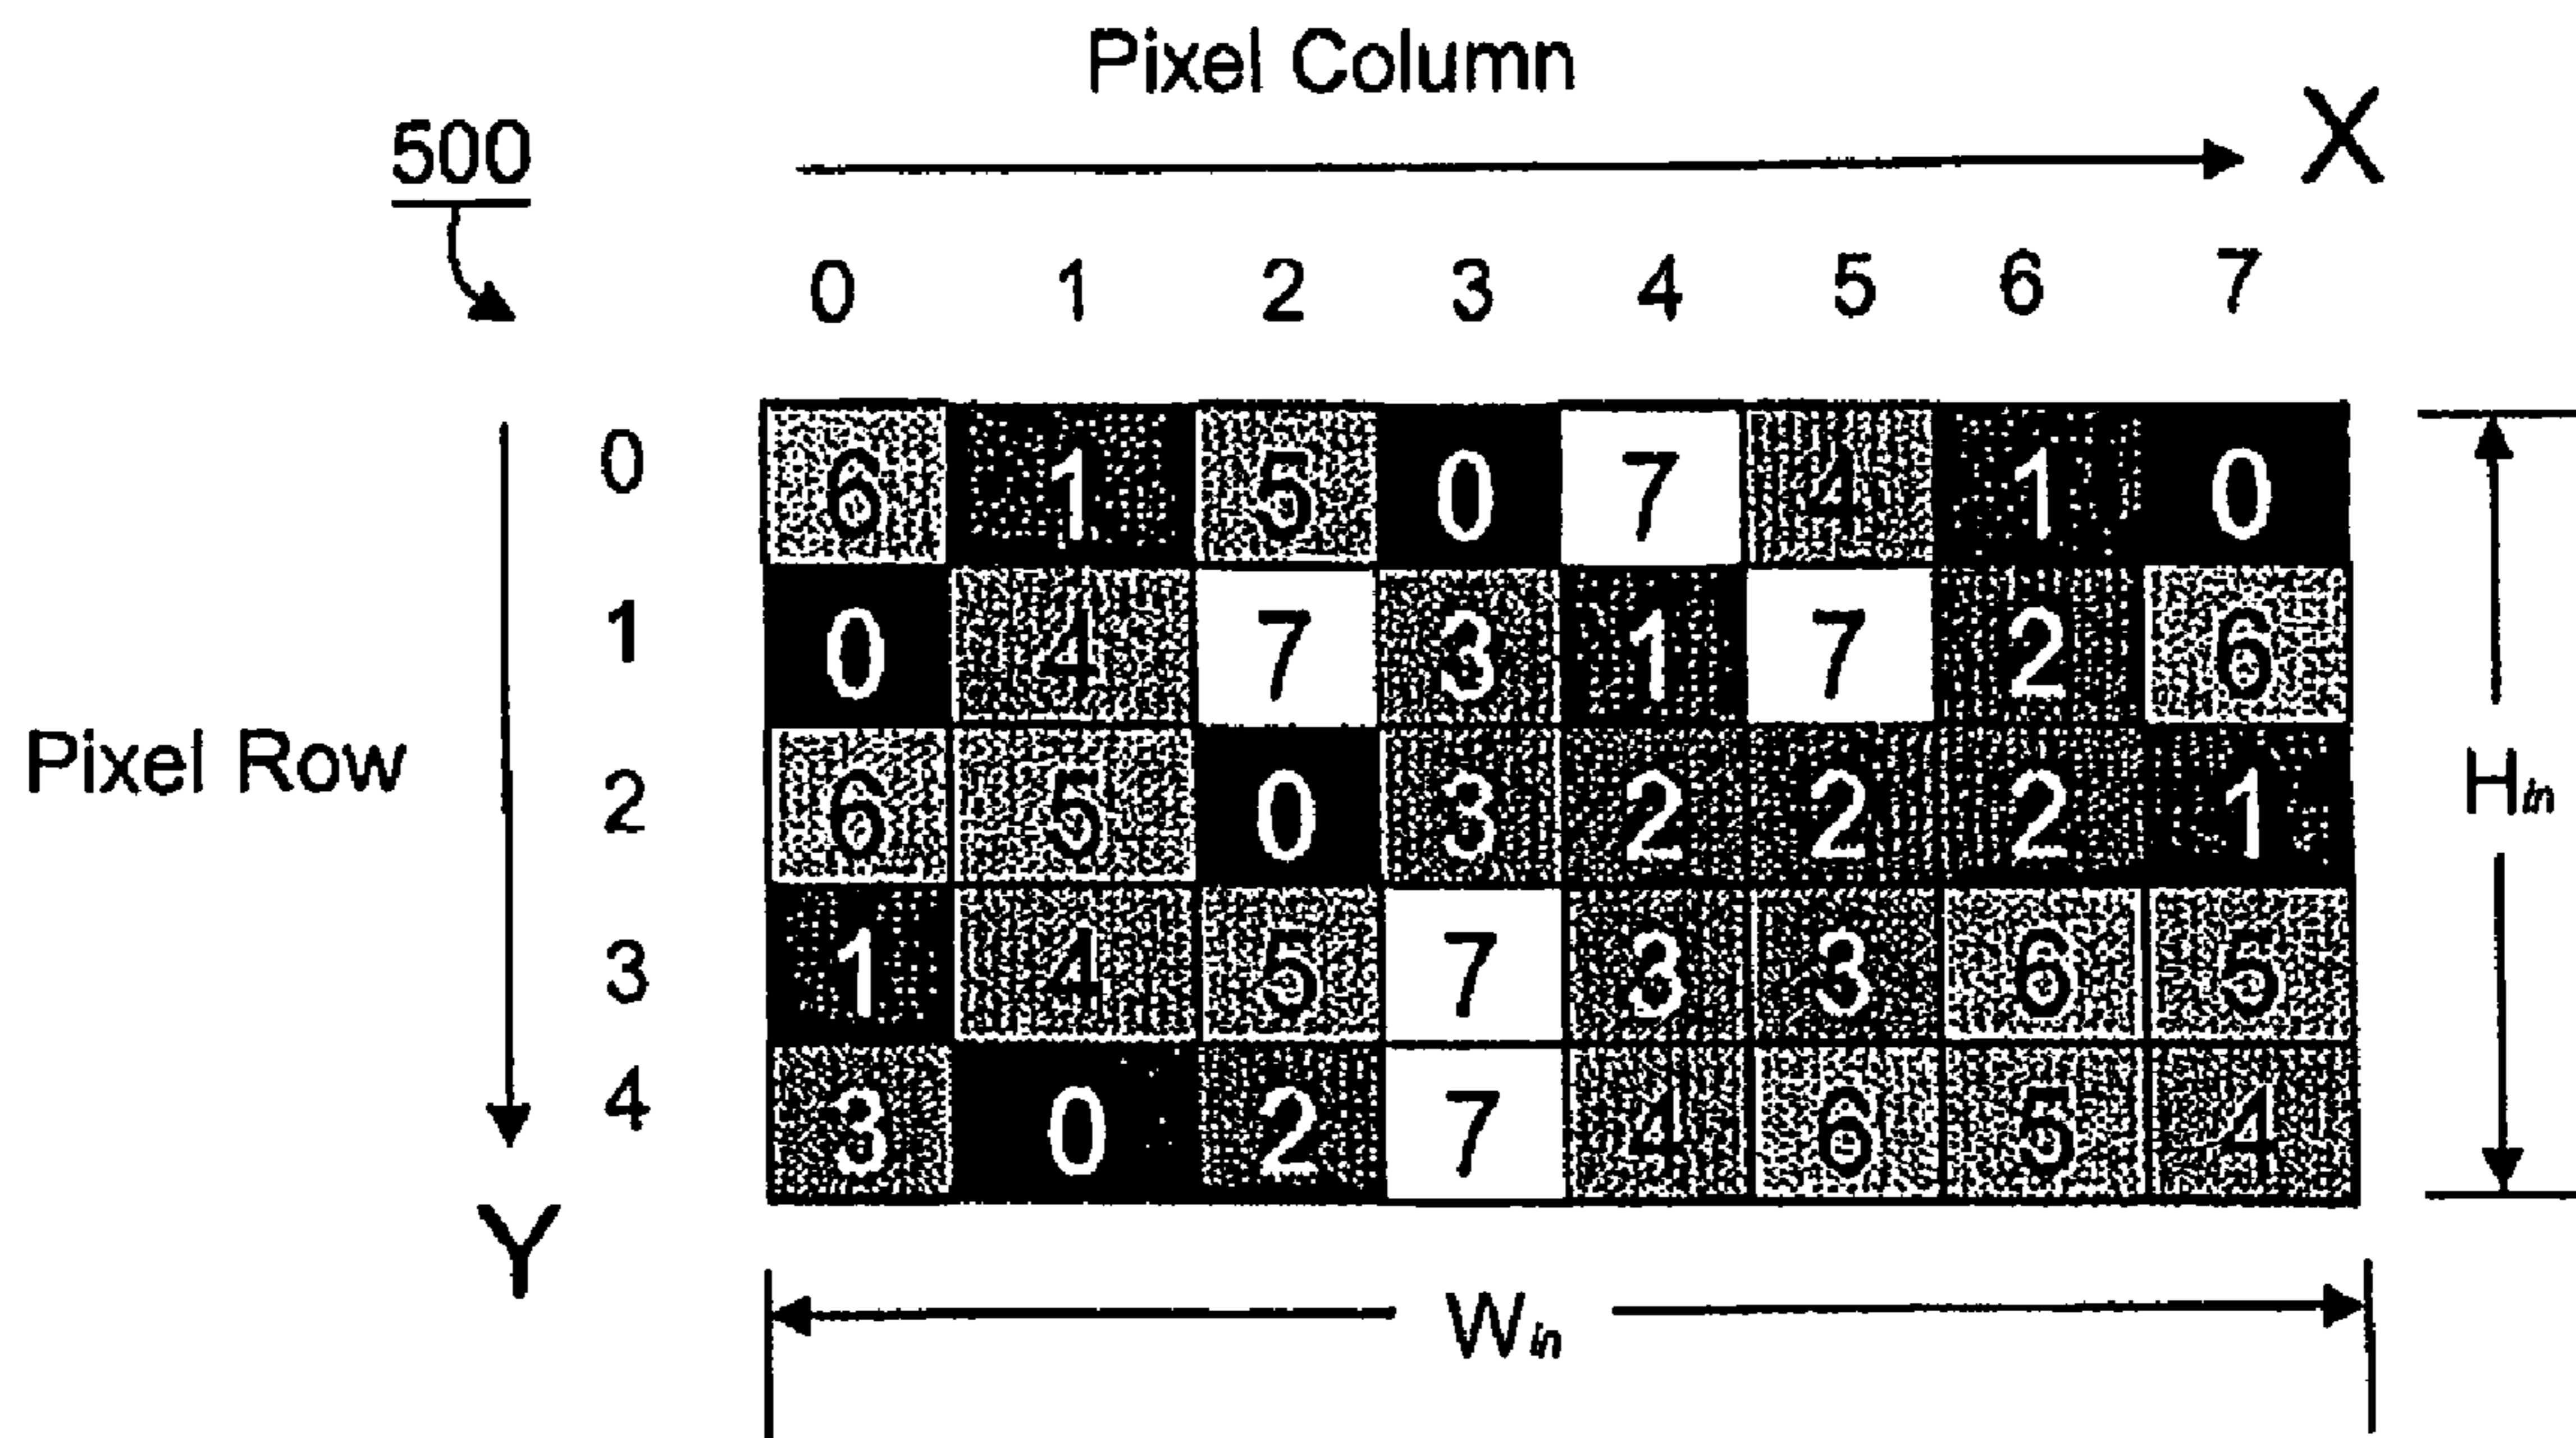 Pixel Column
500
X
0 1 2 3 4 5 6 7
0 6 1 5 0 7 4 1 0
1 0 4 7 3 1 7 2 6
Pixel Row
2 6 5 0 3 2 2 2 1
H in
3 1 4 5 7 3 3 6 5
4 3 0 2 7 4 6 5 4
Y
W in